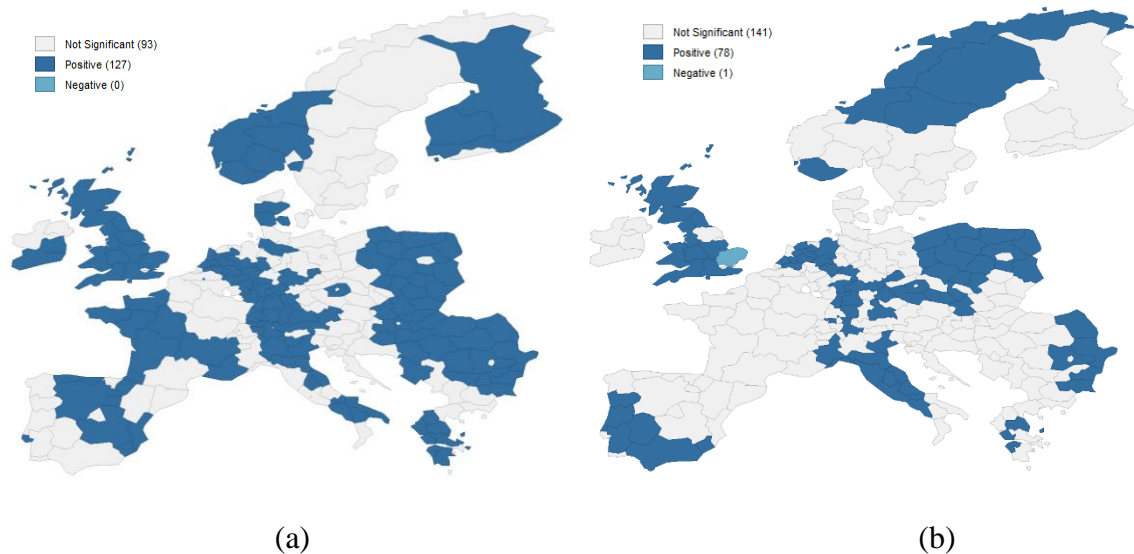 Not Significant (93)
Positive (127)
Negative (0)
Not Significant (141)
Positive (78)
Negative (1)
(a)
(b)